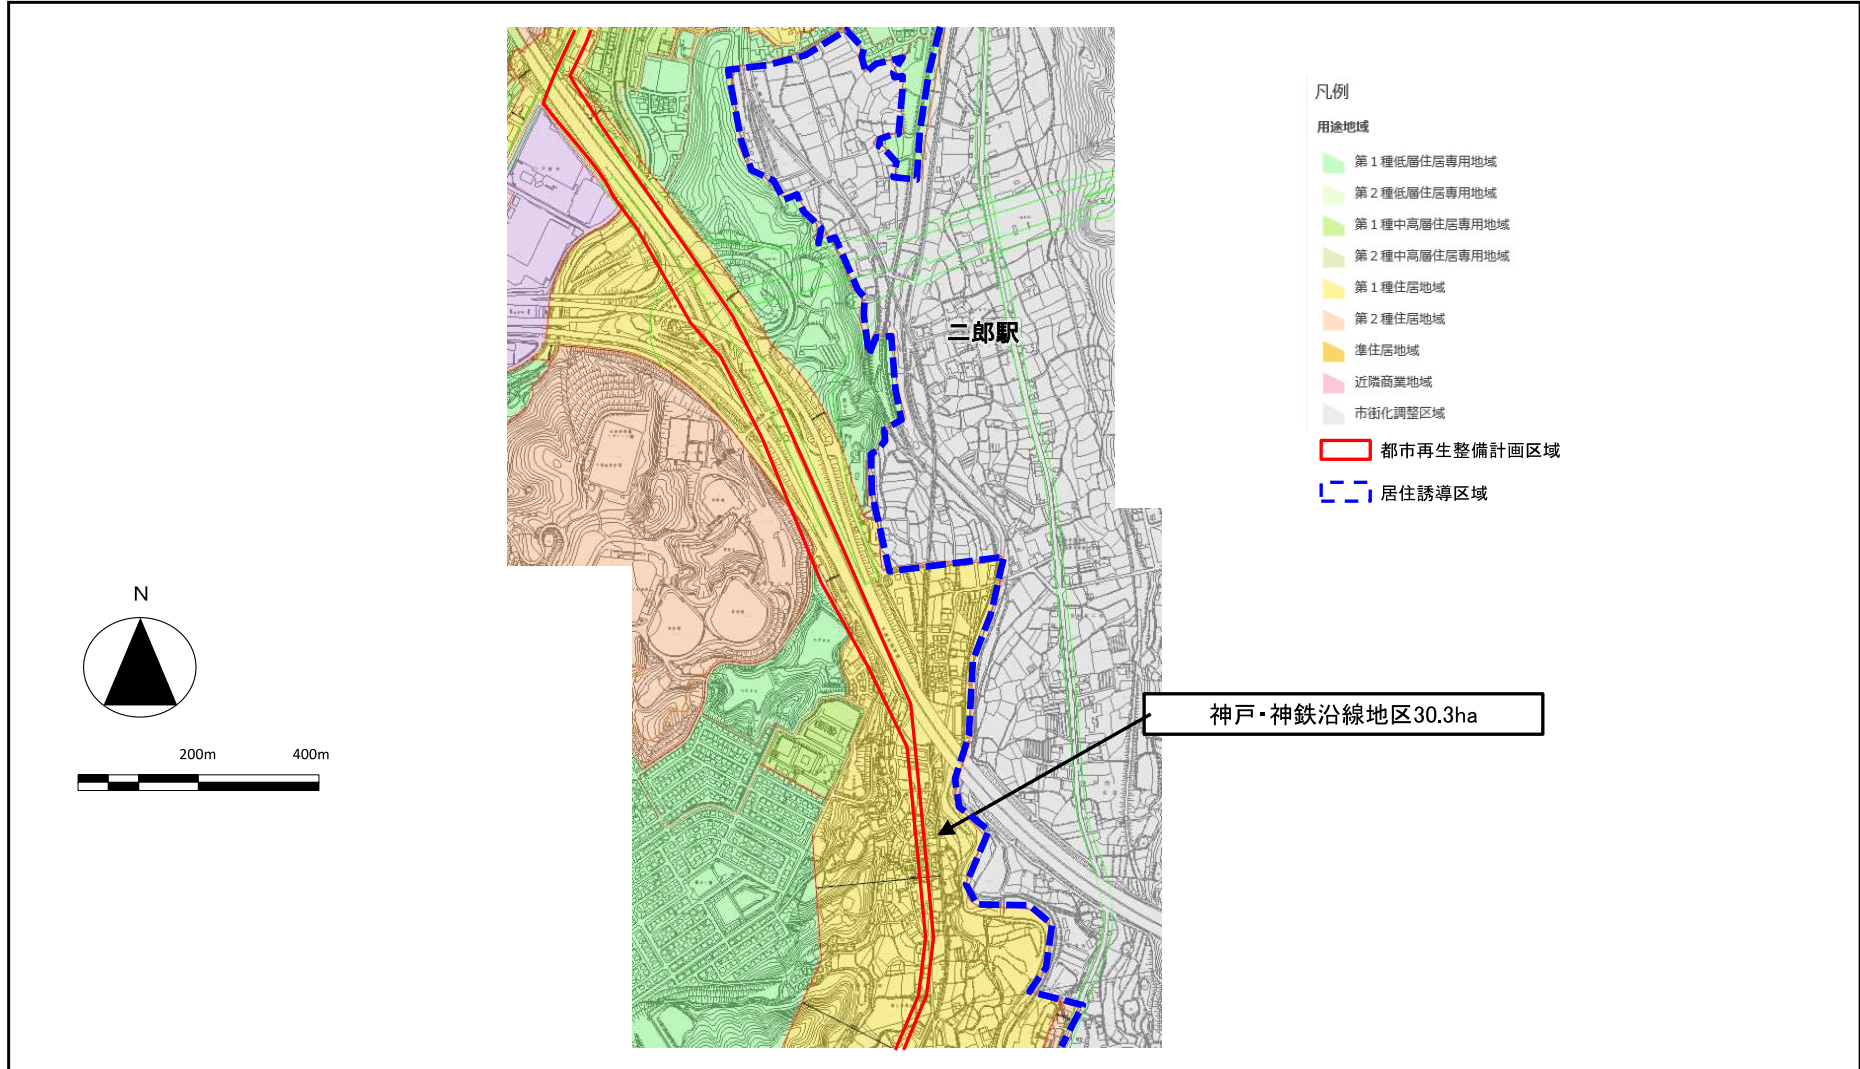 凡例
用途地域
第1種低層住居専用地域
第2種低層住居専用地域
第1種中高層住居専用地域
第2種中高層住居専用地域
第1種住居地域
第2種住居地域
準住居地域
近隣商業地域
市街化調整区域
都市再生整備計画区域
居住誘導区域
二郎駅
N
200m
400m
神戸・神鉄沿線地区30.3ha